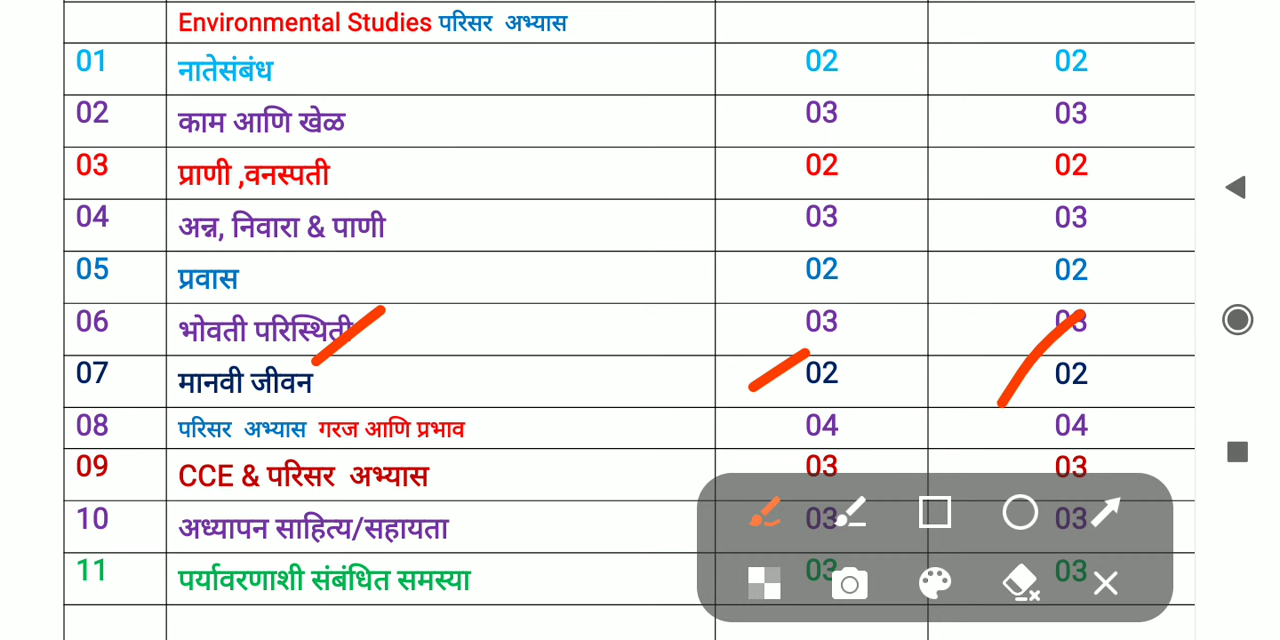 Environmental Studies परिसर अभ्यास
01 नातेसंबंध 02 02
02 काम आणि खेळ 03 03
03 प्राणी ,वनस्पती 02 02
04 अन्न, निवारा & पाणी 03 03
05 प्रवास 02 02
06 भोवती परिस्थिती 03 03
07 मानवी जीवन 02 02
08 परिसर अभ्यास गरज आणि प्रभाव 04 04
09 CCE & परिसर अभ्यास 03 03
10 अध्यापन साहित्य/सहायता 03 03
11 पर्यावरणाशी संबंधित समस्या 03 03